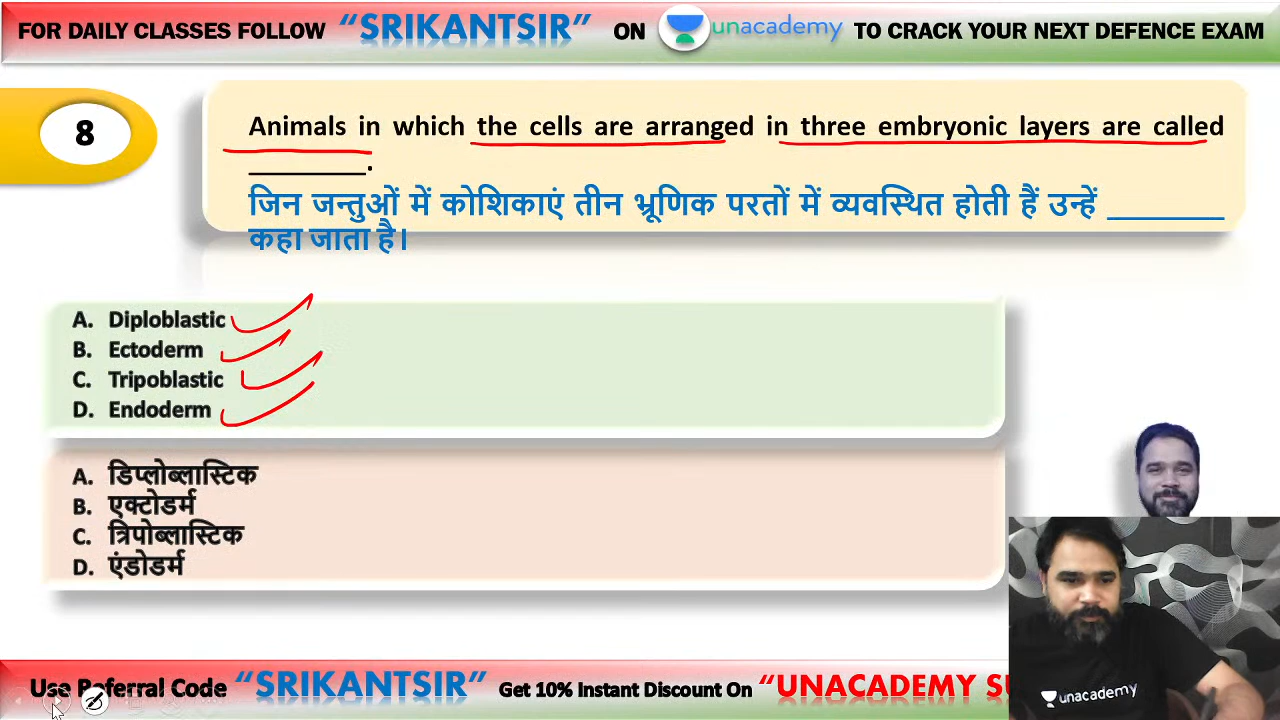 FOR DAILY CLASSES FOLLOW “SRIKANTSIR” ON unacademy TO CRACK YOUR NEXT DEFENCE EXAM
8
Animals in which the cells are arranged in three embryonic layers are called
________.
जिन जन्तुओं में कोशिकाएं तीन भ्रूणिक परतों में व्यवस्थित होती हैं उन्हें ________
कहा जाता है।
A. Diploblastic
B. Ectoderm
C. Tripoblastic
D. Endoderm
A. डिप्लोब्लास्टिक
B. एक्टोडर्म
C. त्रिपोब्लास्टिक
D. एंडोडर्म
unacademy
Use Referral Code “SRIKANTSIR” Get 10% Instant Discount On “UNACADEMY